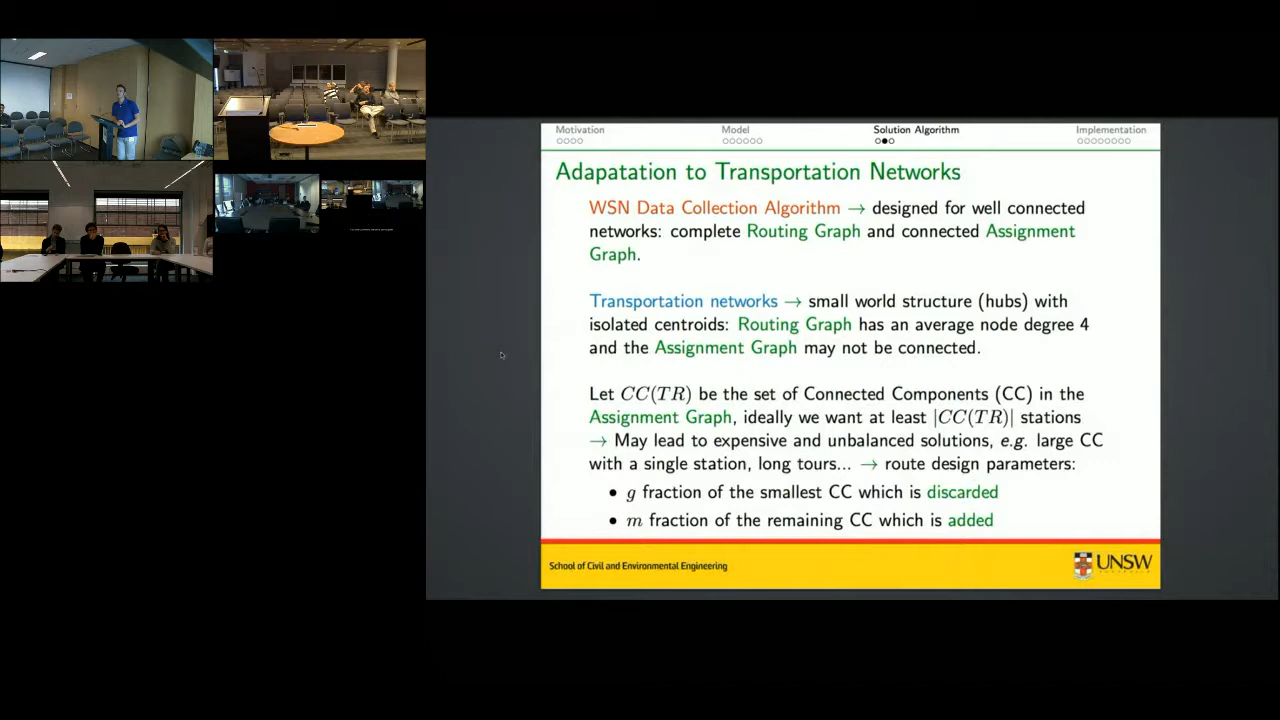 Motivation Model Solution Algorithm Implementation
Adapatation to Transportation Networks
WSN Data Collection Algorithm → designed for well connected
networks: complete Routing Graph and connected Assignment
Graph.
Transportation networks → small world structure (hubs) with
isolated centroids: Routing Graph has an average node degree 4
and the Assignment Graph may not be connected.
Let CC(TR) be the set of Connected Components (CC) in the
Assignment Graph, ideally we want at least |CC(TR)| stations
→ May lead to expensive and unbalanced solutions, e.g. large CC
with a single station, long tours... → route design parameters:
• g fraction of the smallest CC which is discarded
• m fraction of the remaining CC which is added
School of Civil and Environmental Engineering
UNSW